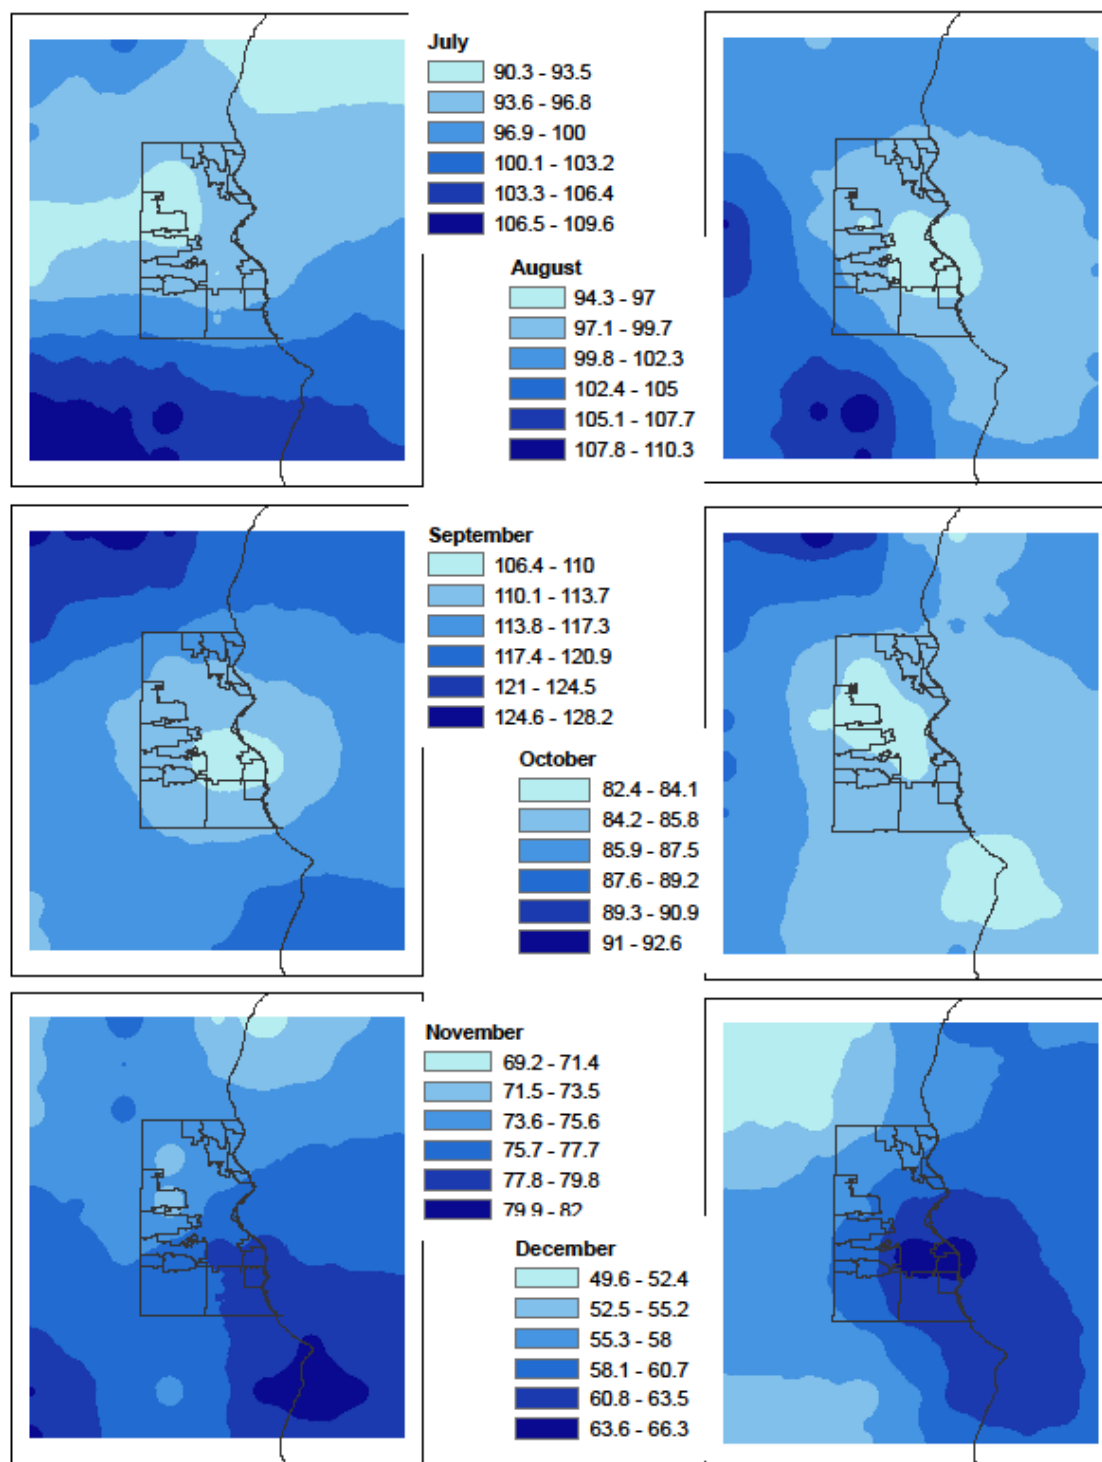 July
90.3 - 93.5
93.6 - 96.8
96.9 - 100
100.1 - 103.2
103.3 - 106.4
106.5 - 109.6
August
94.3 - 97
97.1 - 99.7
99.8 - 102.3
102.4 - 105
105.1 - 107.7
107.8 - 110.3
September
106.4 - 110
110.1 - 113.7
113.8 - 117.3
117.4 - 120.9
121 - 124.5
124.6 - 128.2
October
82.4 - 84.1
84.2 - 85.8
85.9 - 87.5
87.6 - 89.2
89.3 - 90.9
91 - 92.6
November
69.2 - 71.4
71.5 - 73.5
73.6 - 75.6
75.7 - 77.7
77.8 - 79.8
79.9 - 82
December
49.6 - 52.4
52.5 - 55.2
55.3 - 58
58.1 - 60.7
60.8 - 63.5
63.6 - 66.3